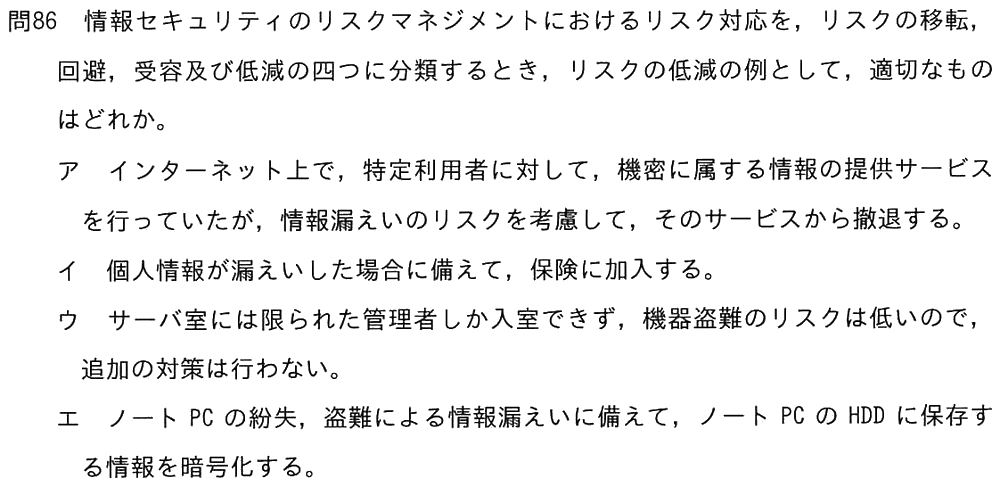 問86　情報セキュリティのリスクマネジメントにおけるリスク対応を，リスクの移転，
回避，受容及び低減の四つに分類するとき，リスクの低減の例として，適切なもの
はどれか。
ア　インターネット上で，特定利用者に対して，機密に属する情報の提供サービス
を行っていたが，情報漏えいのリスクを考慮して，そのサービスから撤退する。
イ　個人情報が漏えいした場合に備えて，保険に加入する。
ウ　サーバ室には限られた管理者しか入室できず，機器盗難のリスクは低いので，
追加の対策は行わない。
エ　ノート PC の紛失，盗難による情報漏えいに備えて，ノート PC の HDD に保存す
る情報を暗号化する。